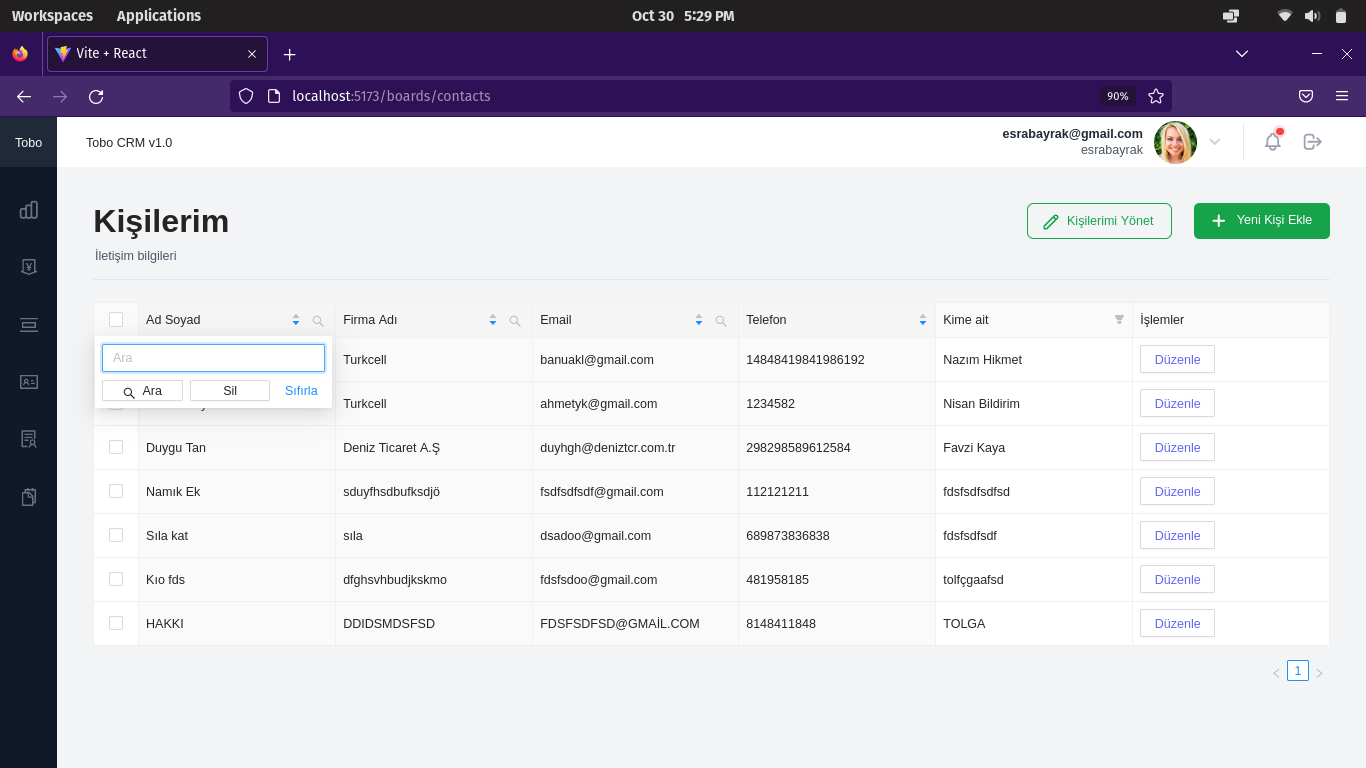 Workspaces Applications Oct 30 5:29 PM
Vite + React
localhost:5173/boards/contacts 90%
Tobo Tobo CRM v1.0 esrabayrak@gmail.com
esrabayrak
Kişilerim Kişilerimi Yönet Yeni Kişi Ekle
İletişim bilgileri
Ad Soyad Firma Adı Email Telefon Kime ait İşlemler
Ara
Ara Sil Sıfırla
Turkcell banuakl@gmail.com 14848419841986192 Nazım Hikmet Düzenle
Turkcell ahmetyk@gmail.com 1234582 Nisan Bildirim Düzenle
Duygu Tan Deniz Ticaret A.Ş duyhgh@deniztcr.com.tr 298298589612584 Favzi Kaya Düzenle
Namık Ek sduyfhsdbufksdjö fsdfsdfsdf@gmail.com 112121211 fdsfsdfsdfsd Düzenle
Sıla kat sıla dsadoo@gmail.com 689873836838 fdsfsdfsdf Düzenle
Kıo fds dfghsvhbudjkskmo fdsfsdoo@gmail.com 481958185 tolfçgaafsd Düzenle
HAKKI DDIDSMDSFSD FDSFSDFSD@GMAİL.COM 8148411848 TOLGA Düzenle
1